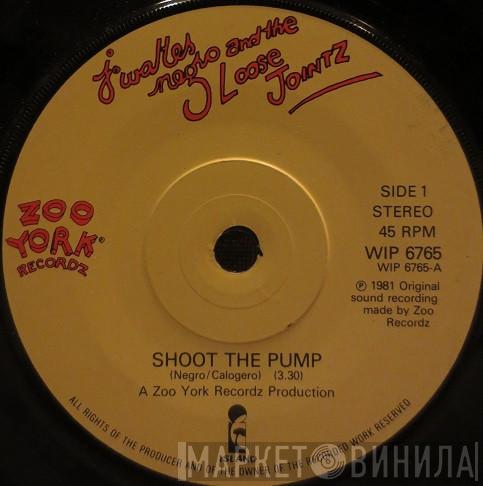 j. walter
negro and the
Loose
JOINTZ
ZOO
YORK®
RECORDZ
SIDE 1
STEREO
45 RPM
WIP 6765
WIP 6765-A
℗ 1981 Original
sound recording
made by Zoo
Recordz
SHOOT THE PUMP
(Negro/Calogero) (3.30)
A Zoo York Recordz Production
ISLAND
ALL RIGHTS OF THE MANUFACTURER AND OF THE OWNER OF THE RECORDED WORK RESERVED
МАРКЕТ ВИНИЛА